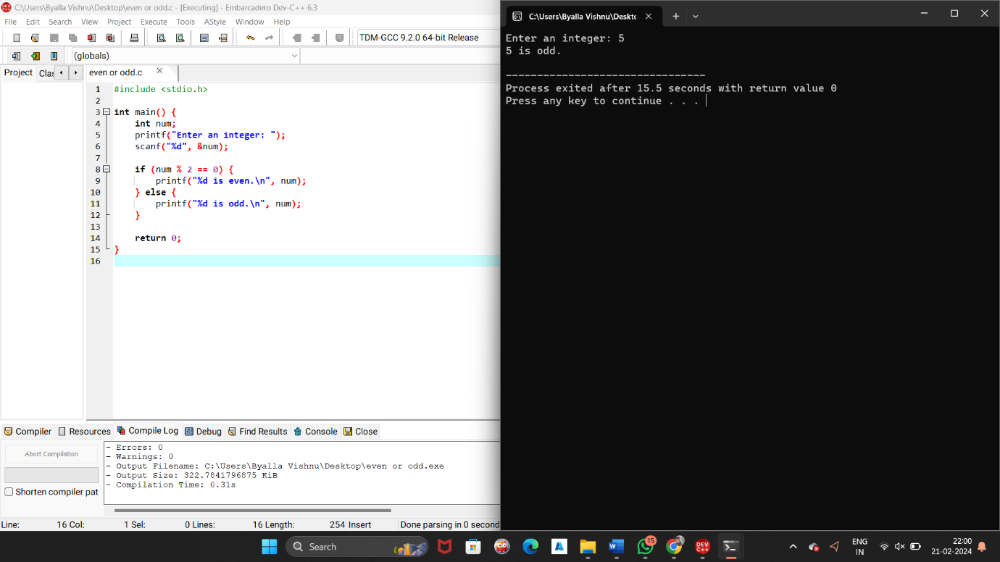 C:\Users\Byalla Vishnu\Desktop\even or odd.c - [Executing] - Embarcadero Dev-C++ 6.3
File Edit Search View Project Execute Tools AStyle Window Help
TDM-GCC 9.2.0 64-bit Release
(globals)
Project Clas
even or odd.c
1 #include <stdio.h>
2
3 int main() {
4 int num;
5 printf("Enter an integer: ");
6 scanf("%d", &num);
7
8 if (num % 2 == 0) {
9 printf("%d is even.\n", num);
10 } else {
11 printf("%d is odd.\n", num);
12 }
13
14 return 0;
15 }
16
Compiler Resources Compile Log Debug Find Results Console Close
Abort Compilation
Shorten compiler pat
- Errors: 0
- Warnings: 0
- Output Filename: C:\Users\Byalla Vishnu\Desktop\even or odd.exe
- Output Size: 322.7841796875 KiB
- Compilation Time: 0.31s
Line: 16 Col: 1 Sel: 0 Lines: 16 Length: 254 Insert Done parsing in 0 second
C:\Users\Byalla Vishnu\Deskto
Enter an integer: 5
5 is odd.
--------------------------------
Process exited after 15.5 seconds with return value 0
Press any key to continue . . .
Search
15
DEV C++
ENG
IN
22:00
21-02-2024